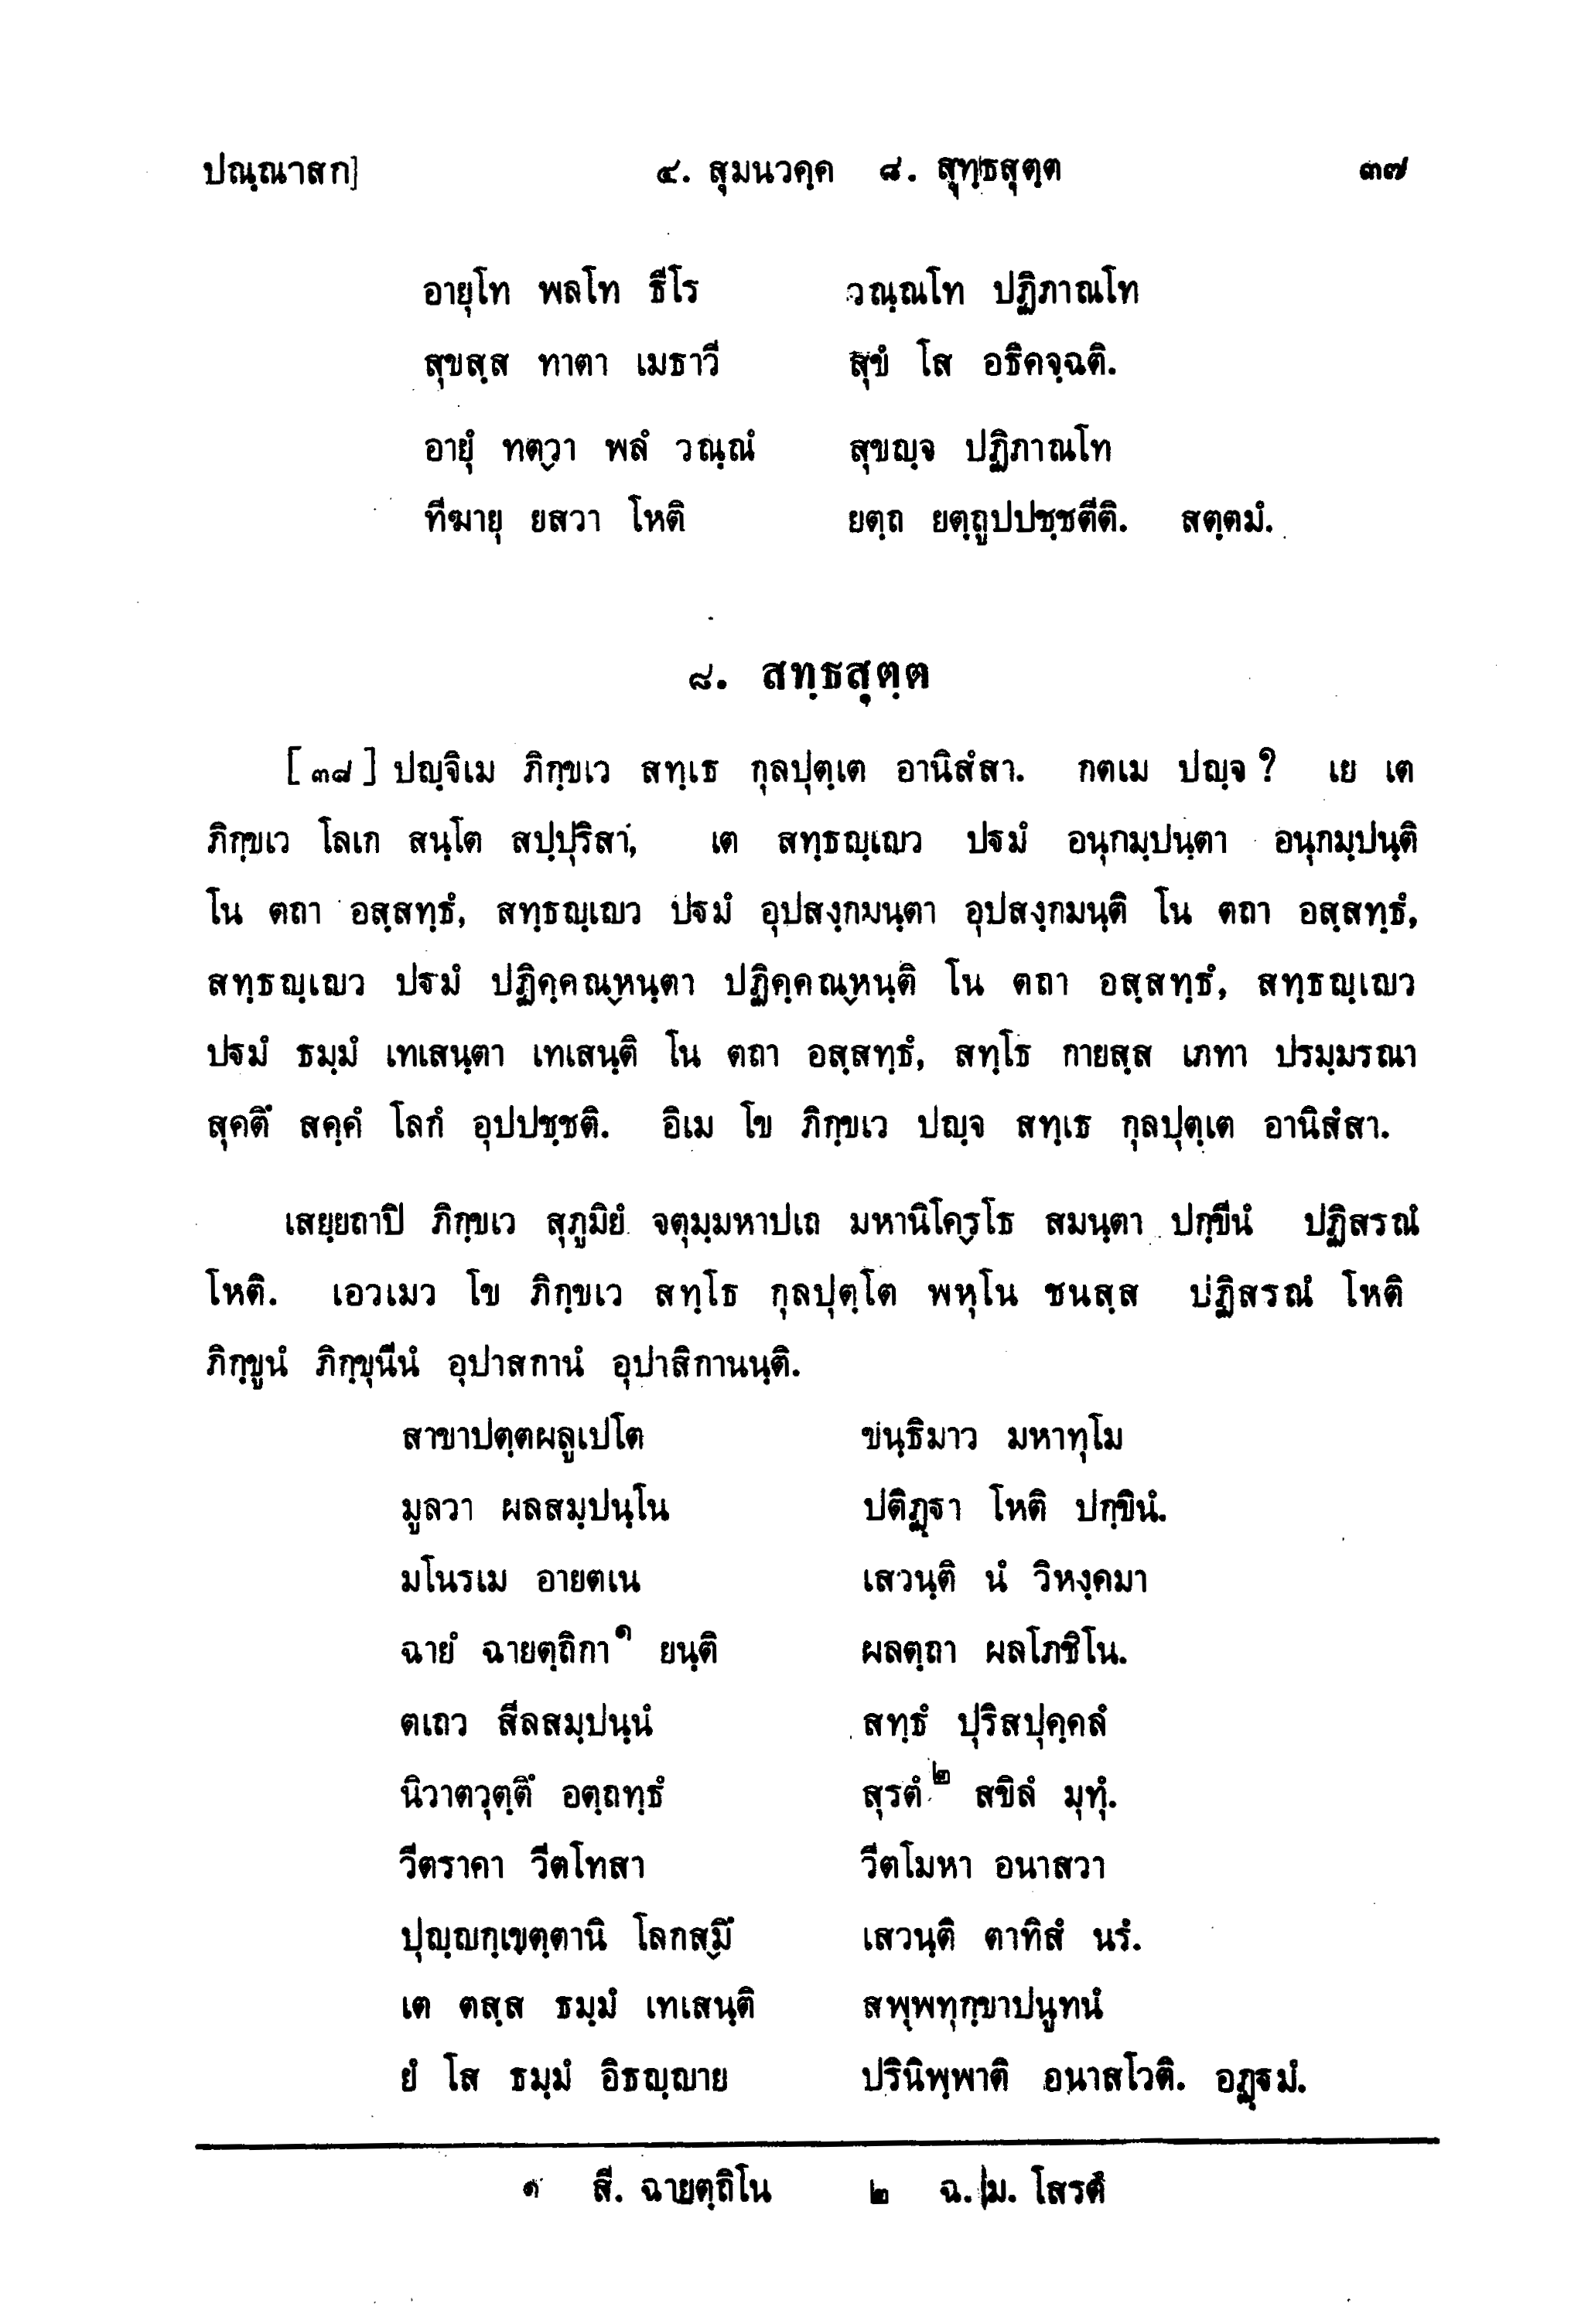 ปณฺณาสก] ๔. สุมนวคฺค ๘. สุทฺธสุตฺต ๓๗
อายุโท พลโท ธีโร วณฺณโท ปฏิภาณโท
สุขสฺส ทาตา เมธาวี สุขํ โส อธิคจฺฉติ.
อายุํ ทตฺวา พลํ วณฺณํ สุขญฺจ ปฏิภาณโท
ทีฆายุ ยสวา โหติ ยตฺถ ยตฺถูปปชฺชตีติ. สตฺตมํ.
๘. สทฺธสุตฺต
[๓๘] ปญฺจิเม ภิกฺขเว สทฺเธ กุลปุตฺเต อานิสํสา. กตเม ปญฺจ ? เย เต
ภิกฺขเว โลเก สนฺโต สปฺปุริสา, เต สทฺธญฺเญว ปฐมํ อนุกมฺปนฺตา อนุกมฺปนฺติ
โน ตถา อสฺสทฺธํ, สทฺธญฺเญว ปฐมํ อุปสงฺกมนฺตา อุปสงฺกมนฺติ โน ตถา อสฺสทฺธํ,
สทฺธญฺเญว ปฐมํ ปฏิคฺคณฺหนฺตา ปฏิคฺคณฺหนฺติ โน ตถา อสฺสทฺธํ, สทฺธญฺเญว
ปฐมํ ธมฺมํ เทเสนฺตา เทเสนฺติ โน ตถา อสฺสทฺธํ, สทฺโธ กายสฺส เภทา ปรมฺมรณา
สุคตึ สคฺคํ โลกํ อุปปชฺชติ. อิเม โข ภิกฺขเว ปญฺจ สทฺเธ กุลปุตฺเต อานิสํสา.
เสยฺยถาปิ ภิกฺขเว สุภูมิยํ จตุมฺมหาปเถ มหานิโคฺรโธ สมนฺตา ปกฺขีนํ ปฏิสรณํ
โหติ. เอวเมว โข ภิกฺขเว สทฺโธ กุลปุตฺโต พหุโน ชนสฺส ปฏิสรณํ โหติ
ภิกฺขูนํ ภิกฺขุนีนํ อุปาสกานํ อุปาสิกานนฺติ.
สาขาปตฺตผลูเปโต ขนฺธิมาว มหาทุโม
มูลวา ผลสมฺปนฺโน ปติฏฺฐา โหติ ปกฺขินํ.
มโนรเม อายตเน เสวนฺติ นํ วิหงฺคมา
ฉายํ ฉายตฺถิกา๑ ยนฺติ ผลตฺถา ผลโภชิโน.
ตเถว สีลสมฺปนฺนํ สทฺธํ ปุริสปุคฺคลํ
นิวาตวุตฺตึ อตฺถทฺธํ สุรตํ๒ สขิลํ มุทุํ.
วีตราคา วีตโทสา วีตโมหา อนาสวา
ปุญฺญกฺเขตฺตานิ โลกสฺมึ เสวนฺติ ตาทิสํ นรํ.
เต ตสฺส ธมฺมํ เทเสนฺติ สพฺพทุกฺขาปนูทนํ
ยํ โส ธมฺมํ อิธญฺญาย ปรินิพฺพาติ อนาสโวติ. อฏฺฐมํ.
๑ สี. ฉายตฺถิโน ๒ ฉ. ม. โสรตํ